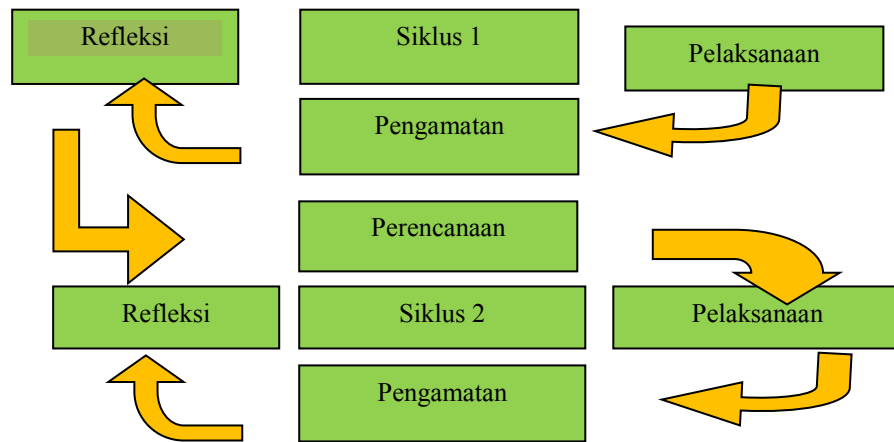 Refleksi
Siklus 1
Pelaksanaan
Pengamatan
Perencanaan
Refleksi
Siklus 2
Pelaksanaan
Pengamatan